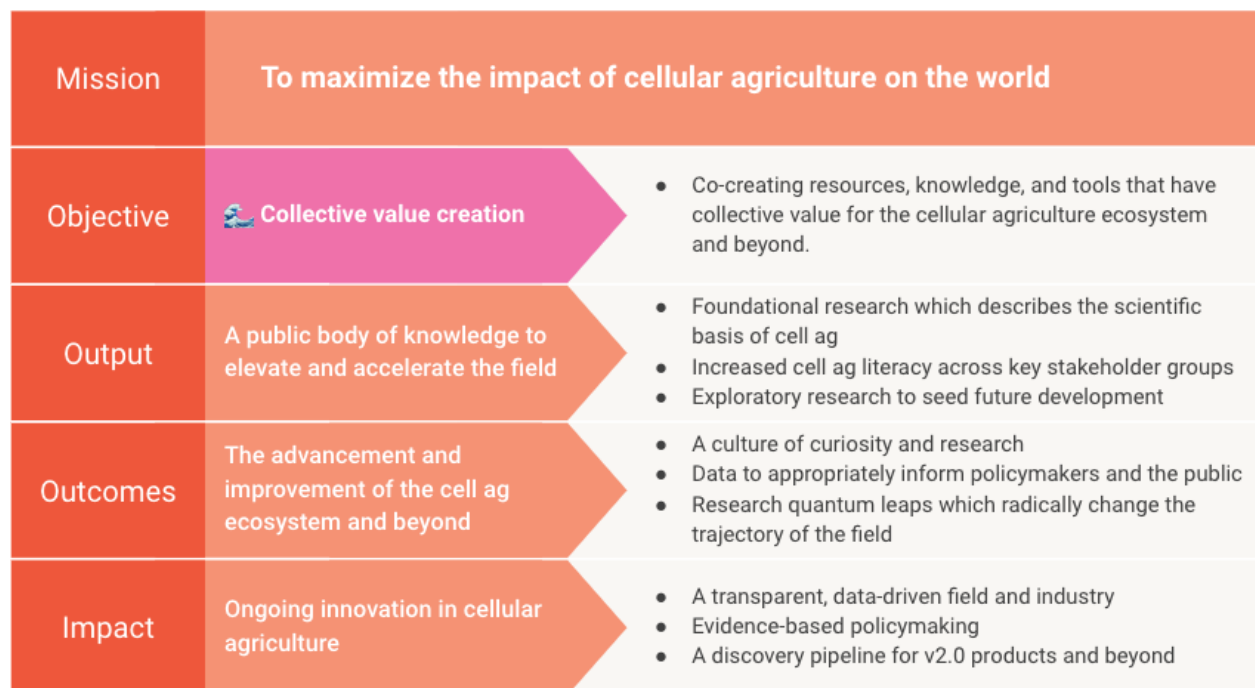 Mission
To maximize the impact of cellular agriculture on the world
Objective
🌊 Collective value creation
● Co-creating resources, knowledge, and tools that have
collective value for the cellular agriculture ecosystem
and beyond.
Output
A public body of knowledge to
elevate and accelerate the field
● Foundational research which describes the scientific
basis of cell ag
● Increased cell ag literacy across key stakeholder groups
● Exploratory research to seed future development
Outcomes
The advancement and
improvement of the cell ag
ecosystem and beyond
● A culture of curiosity and research
● Data to appropriately inform policymakers and the public
● Research quantum leaps which radically change the
trajectory of the field
Impact
Ongoing innovation in cellular
agriculture
● A transparent, data-driven field and industry
● Evidence-based policymaking
● A discovery pipeline for v2.0 products and beyond